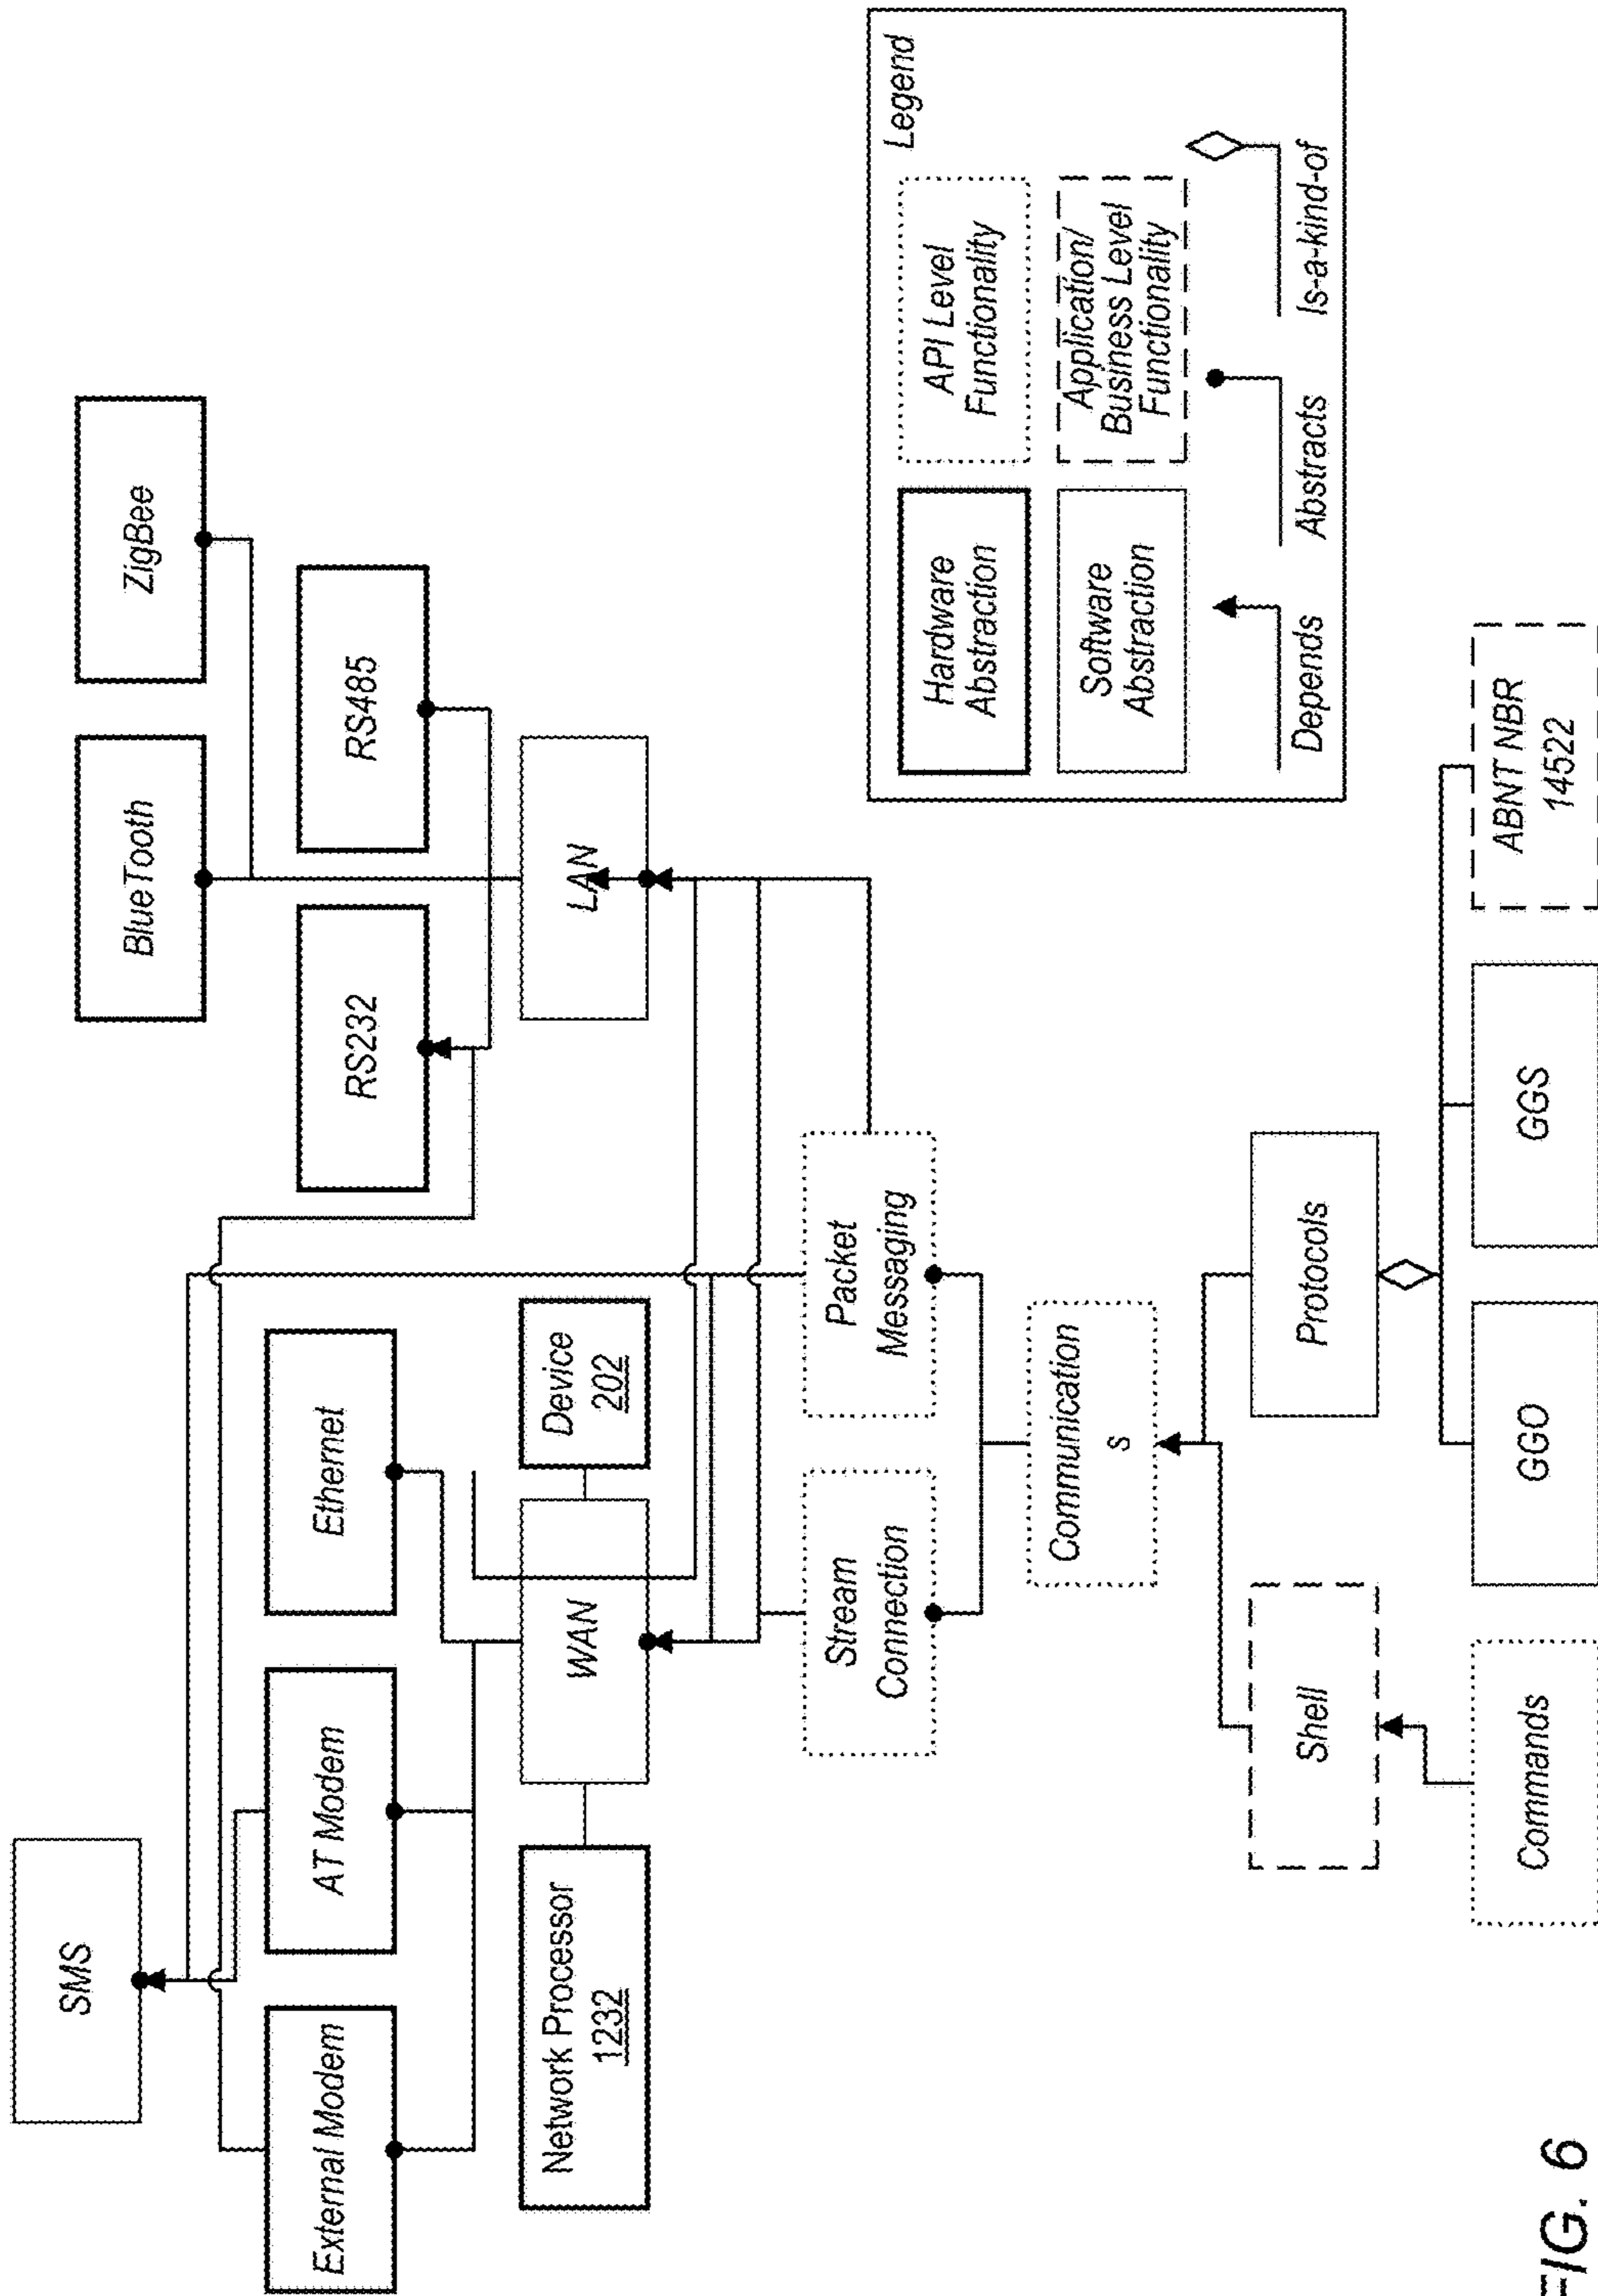 SMS
External Modem
AT Modem
Ethernet
BlueTooth
ZigBee
RS232
RS485
Network Processor
1232
WAN
Device
202
LAN
Stream
Connection
Packet
Messaging
Communication
s
Shell
Protocols
Commands
GGO
GGS
ABNT NBR
14522
Legend
Hardware
Abstraction
API Level
Functionality
Software
Abstraction
Application/
Business Level
Functionality
Depends
Abstracts
Is-a-kind-of
FIG. 6